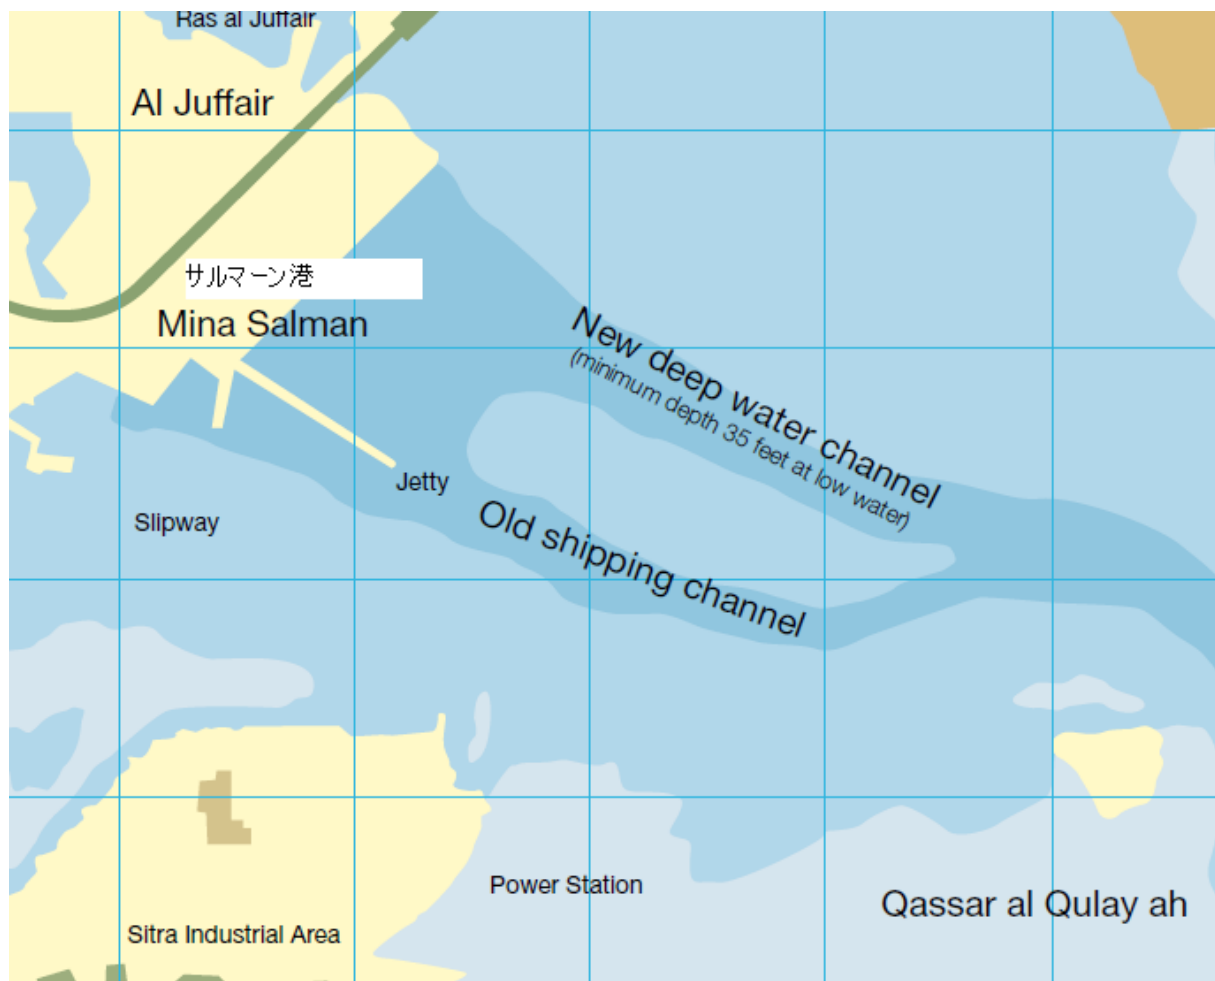 Ras al Juffair
Al Juffair
サルマーン港
Mina Salman
New deep water channel
(minimum depth 35 feet at low water)
Jetty
Old shipping channel
Slipway
Power Station
Qassar al Qulay ah
Sitra Industrial Area